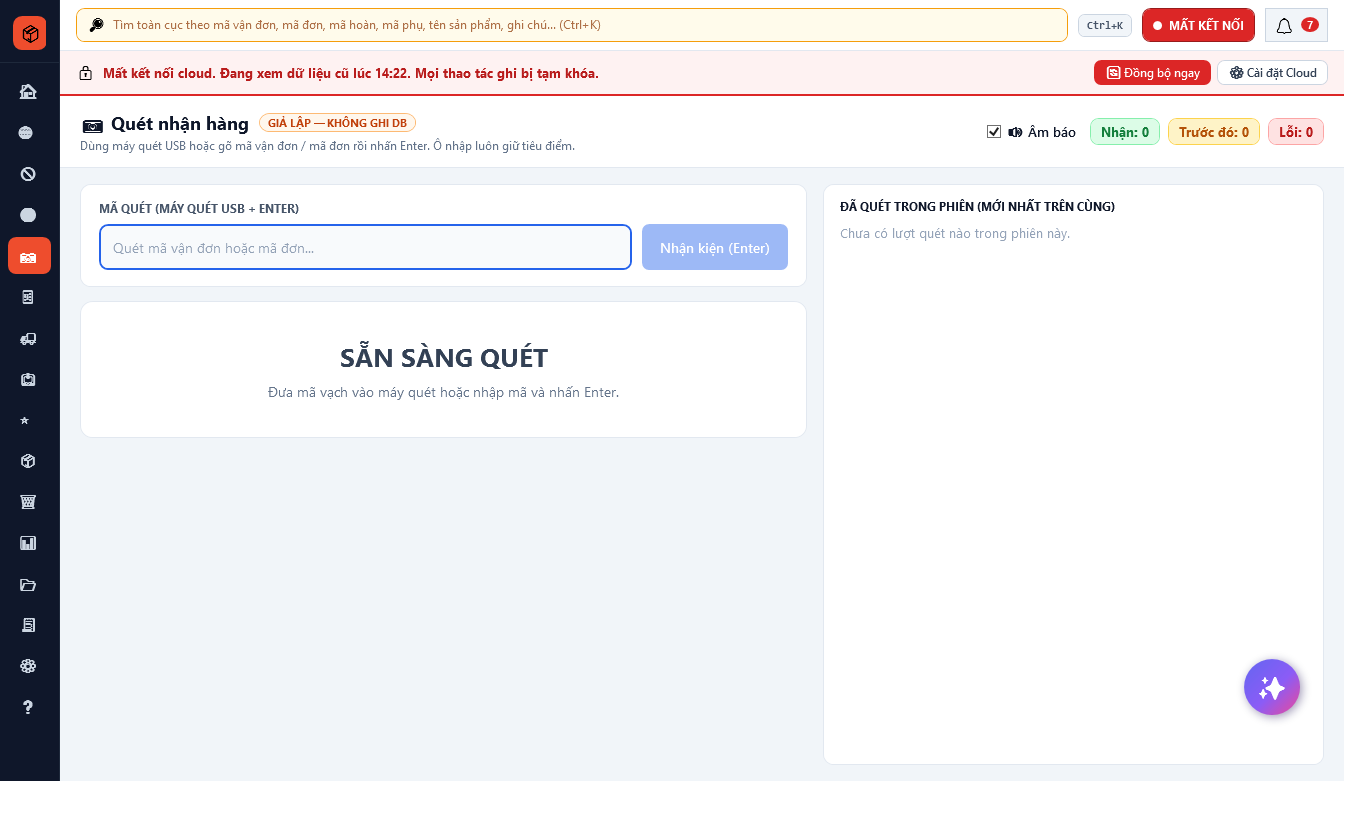 Tìm toàn cục theo mã vận đơn, mã đơn, mã hoàn, mã phụ, tên sản phẩm, ghi chú... (Ctrl+K)
Ctrl+K
MẤT KẾT NỐI
7
Mất kết nối cloud. Đang xem dữ liệu cũ lúc 14:22. Mọi thao tác ghi bị tạm khóa.
Đồng bộ ngay
Cài đặt Cloud
Quét nhận hàng
GIẢ LẬP — KHÔNG GHI DB
Dùng máy quét USB hoặc gõ mã vận đơn / mã đơn rồi nhấn Enter. Ô nhập luôn giữ tiêu điểm.
Âm báo
Nhận: 0
Trước đó: 0
Lỗi: 0
MÃ QUÉT (MÁY QUÉT USB + ENTER)
Quét mã vận đơn hoặc mã đơn...
Nhận kiện (Enter)
SẴN SÀNG QUÉT
Đưa mã vạch vào máy quét hoặc nhập mã và nhấn Enter.
ĐÃ QUÉT TRONG PHIÊN (MỚI NHẤT TRÊN CÙNG)
Chưa có lượt quét nào trong phiên này.